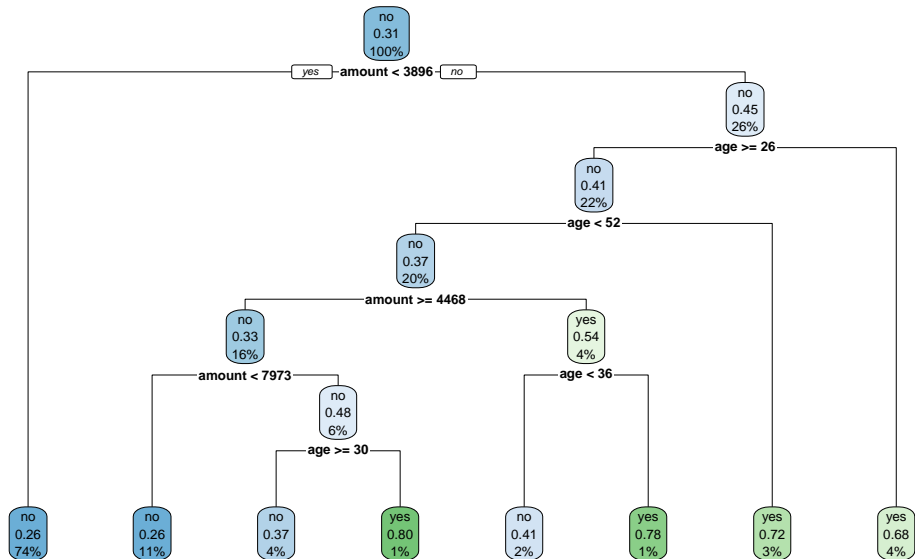 no
0.31
100%
yes amount < 3896 no
no
0.45
26%
age >= 26
no
0.41
22%
age < 52
no
0.37
20%
amount >= 4468
no
0.33
16%
yes
0.54
4%
amount < 7973
age < 36
no
0.48
6%
age >= 30
no
0.26
74%
no
0.26
11%
no
0.37
4%
yes
0.80
1%
no
0.41
2%
yes
0.78
1%
yes
0.72
3%
yes
0.68
4%